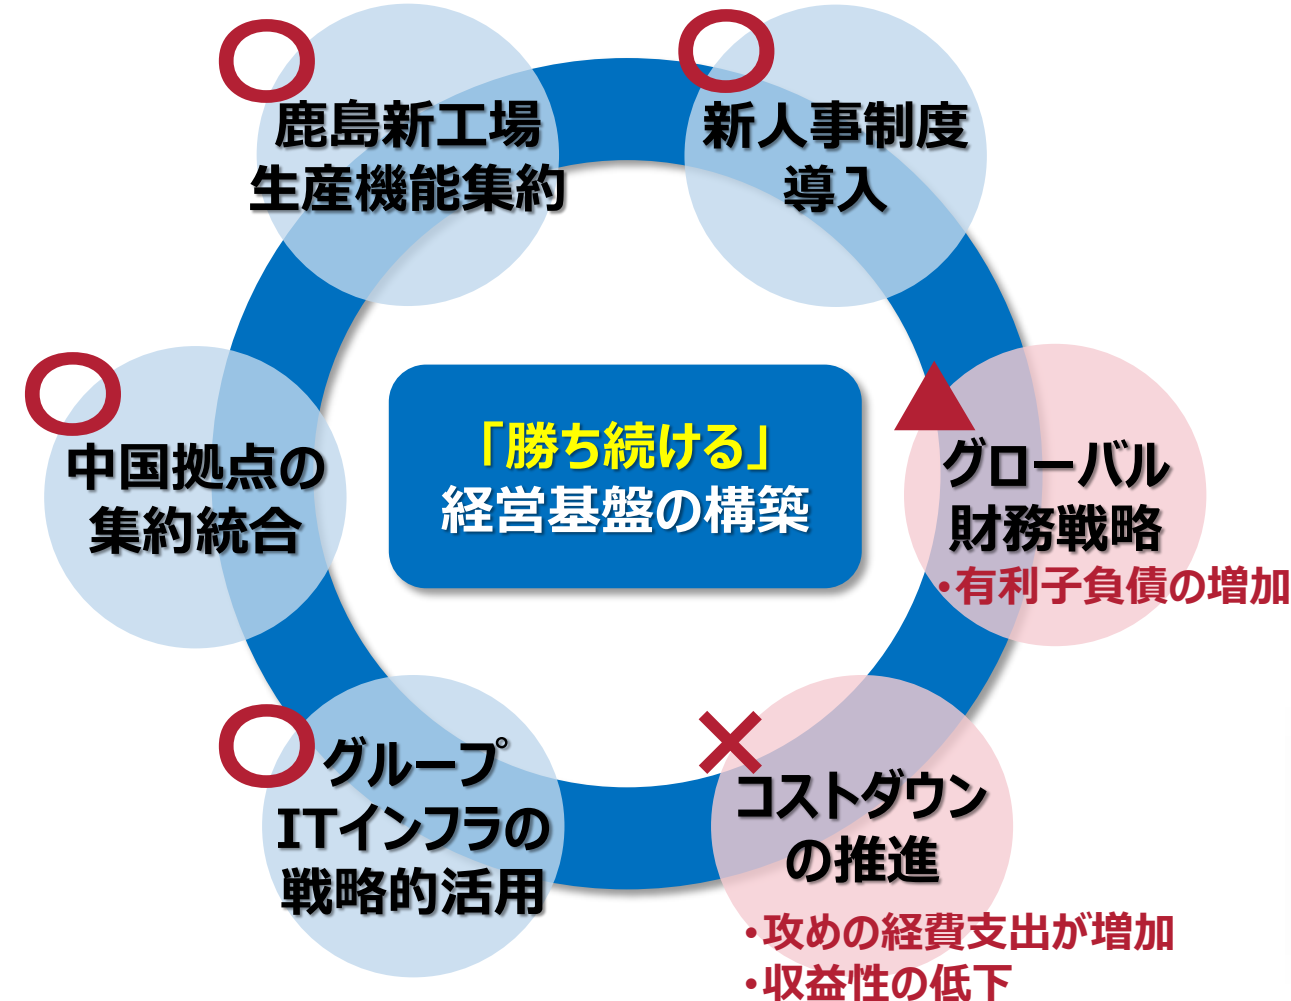 鹿島新工場
生産機能集約
新人事制度
導入
中国拠点の
集約統合
「勝ち続ける」
経営基盤の構築
グローバル
財務戦略
・有利子負債の増加
グループ
ITインフラの
戦略的活用
コストダウン
の推進
・攻めの経費支出が増加
・収益性の低下